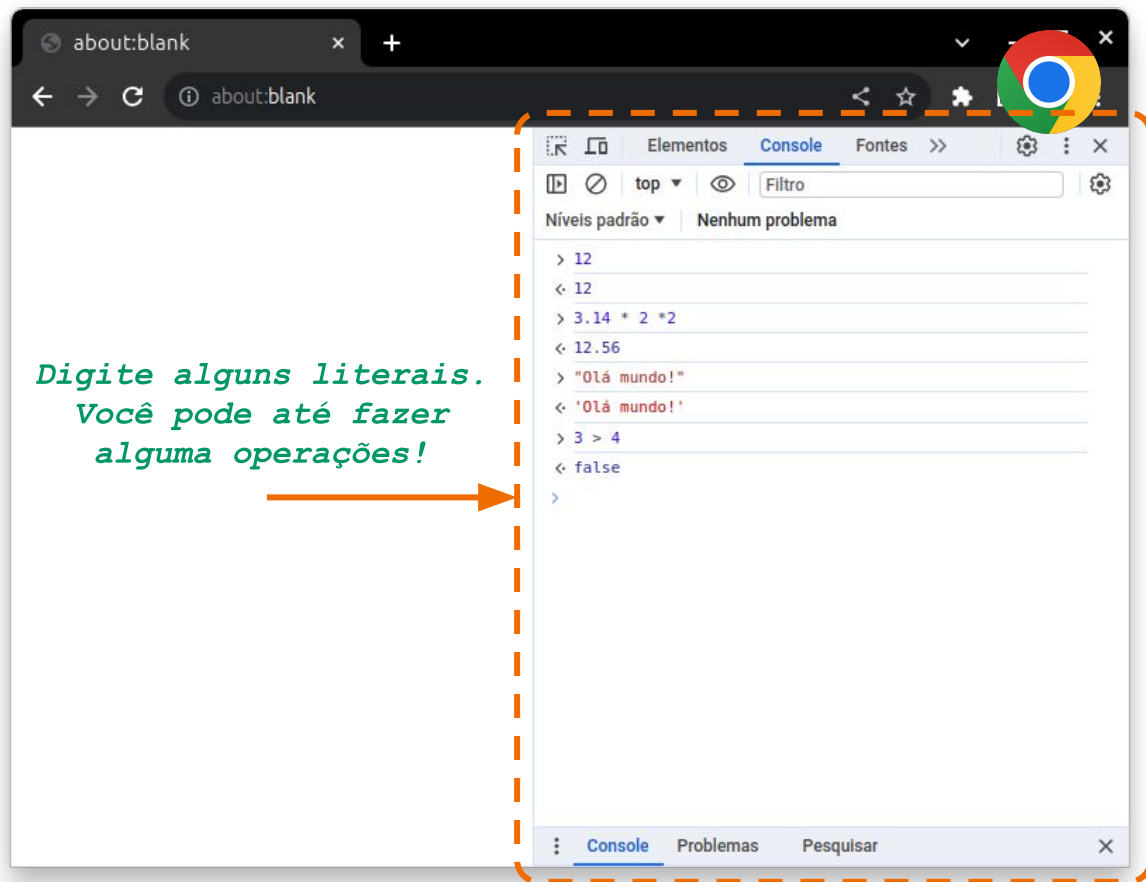 about:blank
about:blank
Elementos Console Fontes
top Filtro
Níveis padrão Nenhum problema
> 12
12
> 3.14 * 2 *2
12.56
> "Olá mundo!"
'Olá mundo!'
> 3 > 4
false
>
Digite alguns literais.
Você pode até fazer
alguma operações!
Console Problemas Pesquisar